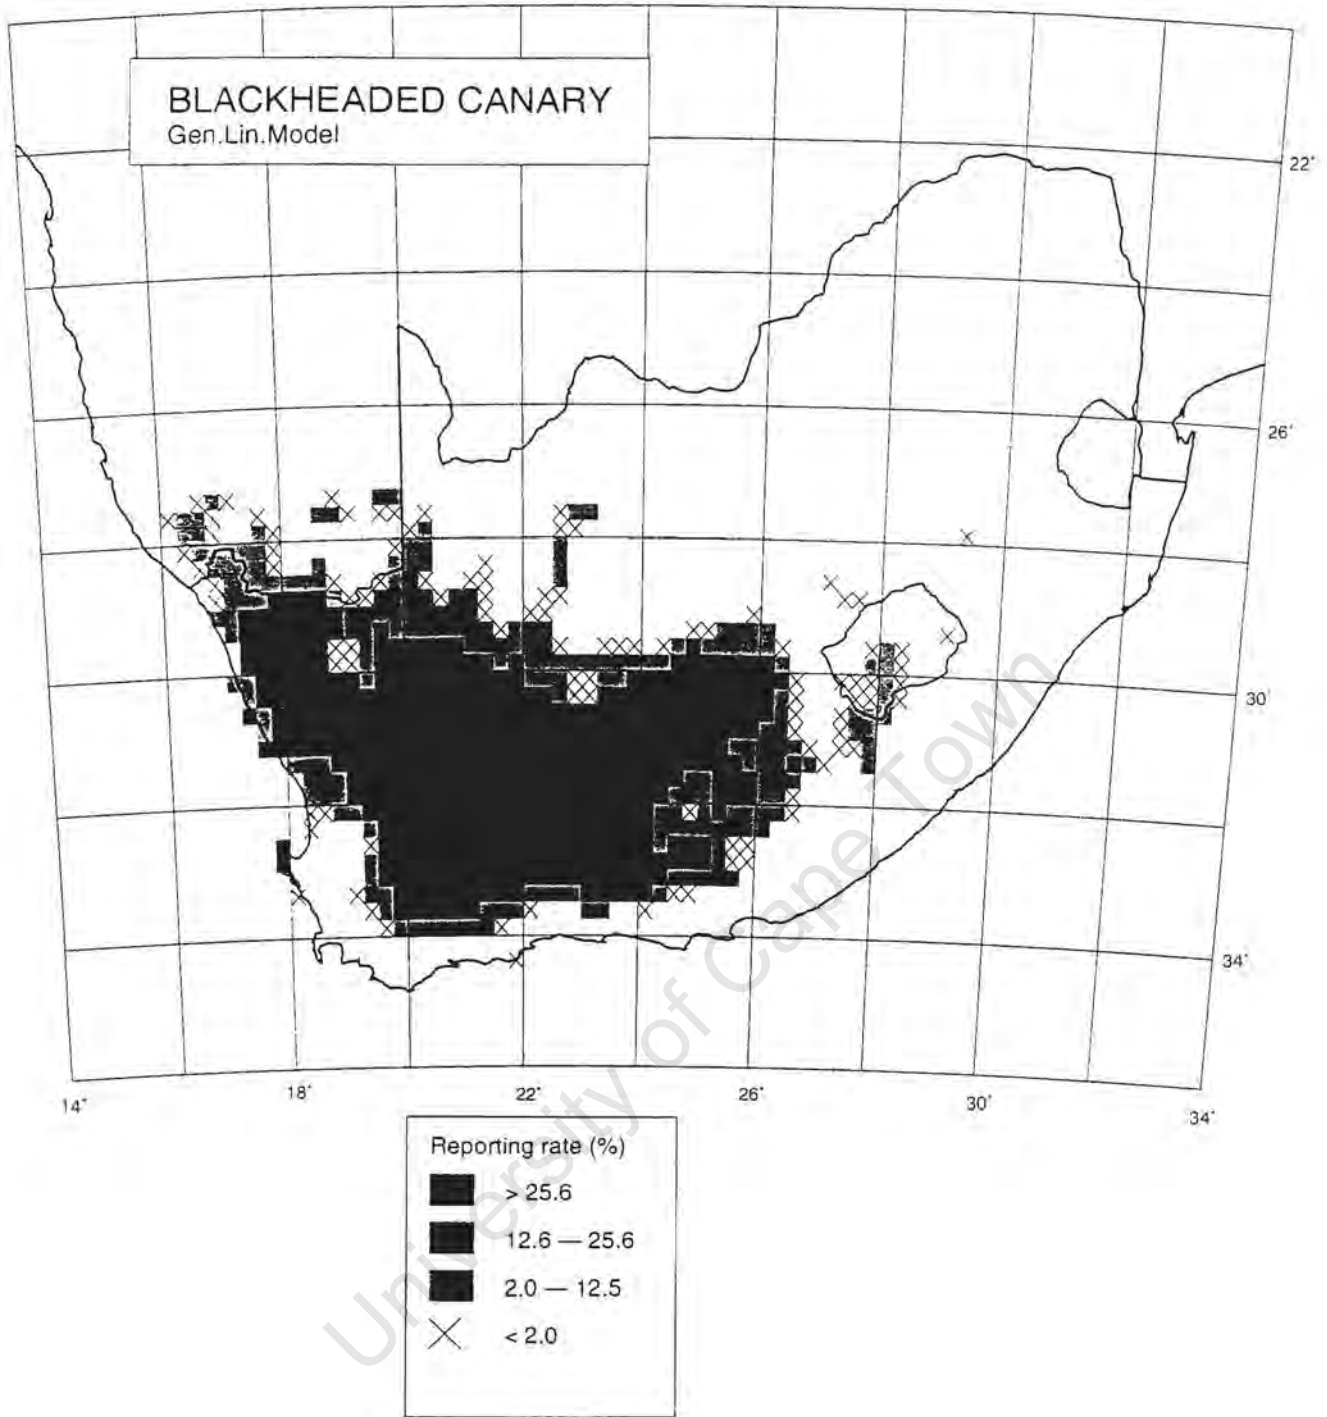 BLACKHEADED CANARY
Gen.Lin.Model
22°
26°
30°
34°
14°
18°
22°
26°
30°
34°
Reporting rate (%)
> 25.6
12.6 — 25.6
2.0 — 12.5
< 2.0
University of Cape Town